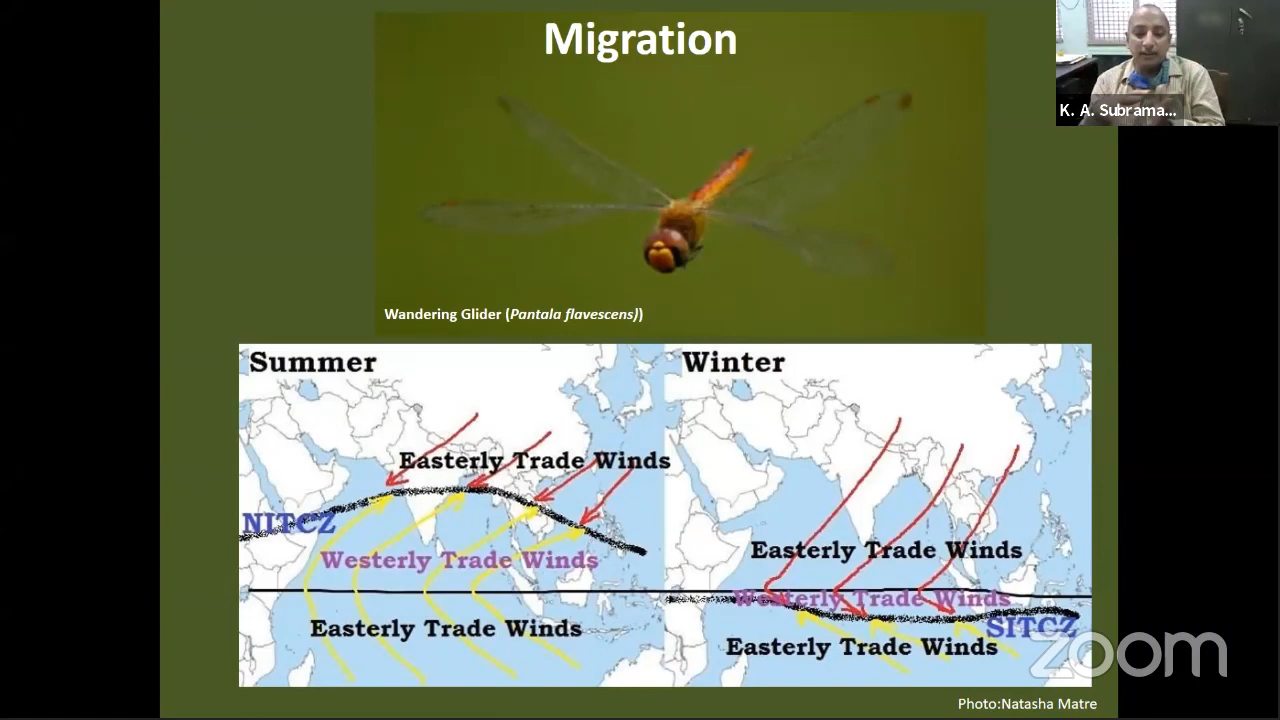 Migration
K. A. Subrama...
Wandering Glider (Pantala flavescens))
Summer
Easterly Trade Winds
NITCZ
Westerly Trade Winds
Easterly Trade Winds
Winter
Easterly Trade Winds
Westerly Trade Winds
SITCZ
Easterly Trade Winds
zoom
Photo:Natasha Matre